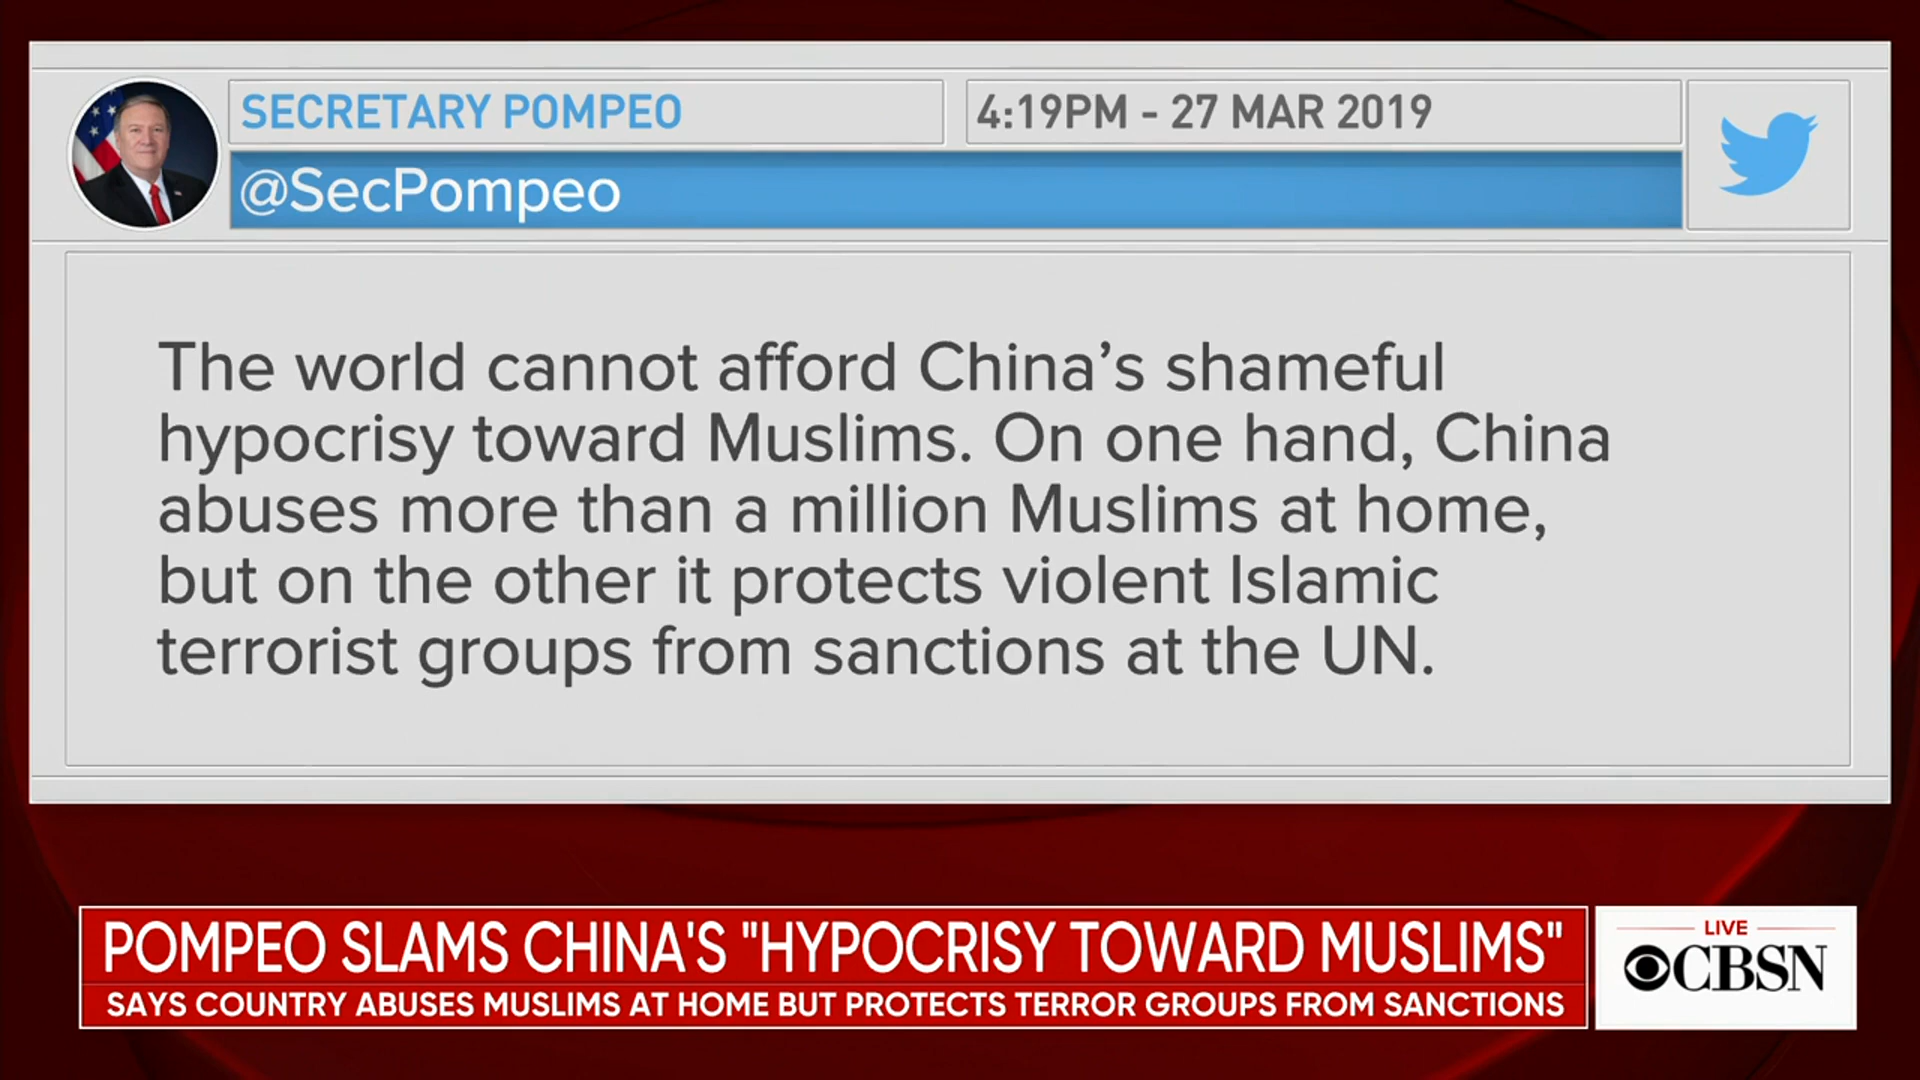 SECRETARY POMPEO
4:19PM - 27 MAR 2019
@SecPompeo
The world cannot afford China’s shameful
hypocrisy toward Muslims. On one hand, China
abuses more than a million Muslims at home,
but on the other it protects violent Islamic
terrorist groups from sanctions at the UN.
POMPEO SLAMS CHINA'S "HYPOCRISY TOWARD MUSLIMS"
SAYS COUNTRY ABUSES MUSLIMS AT HOME BUT PROTECTS TERROR GROUPS FROM SANCTIONS
LIVE
CBSN